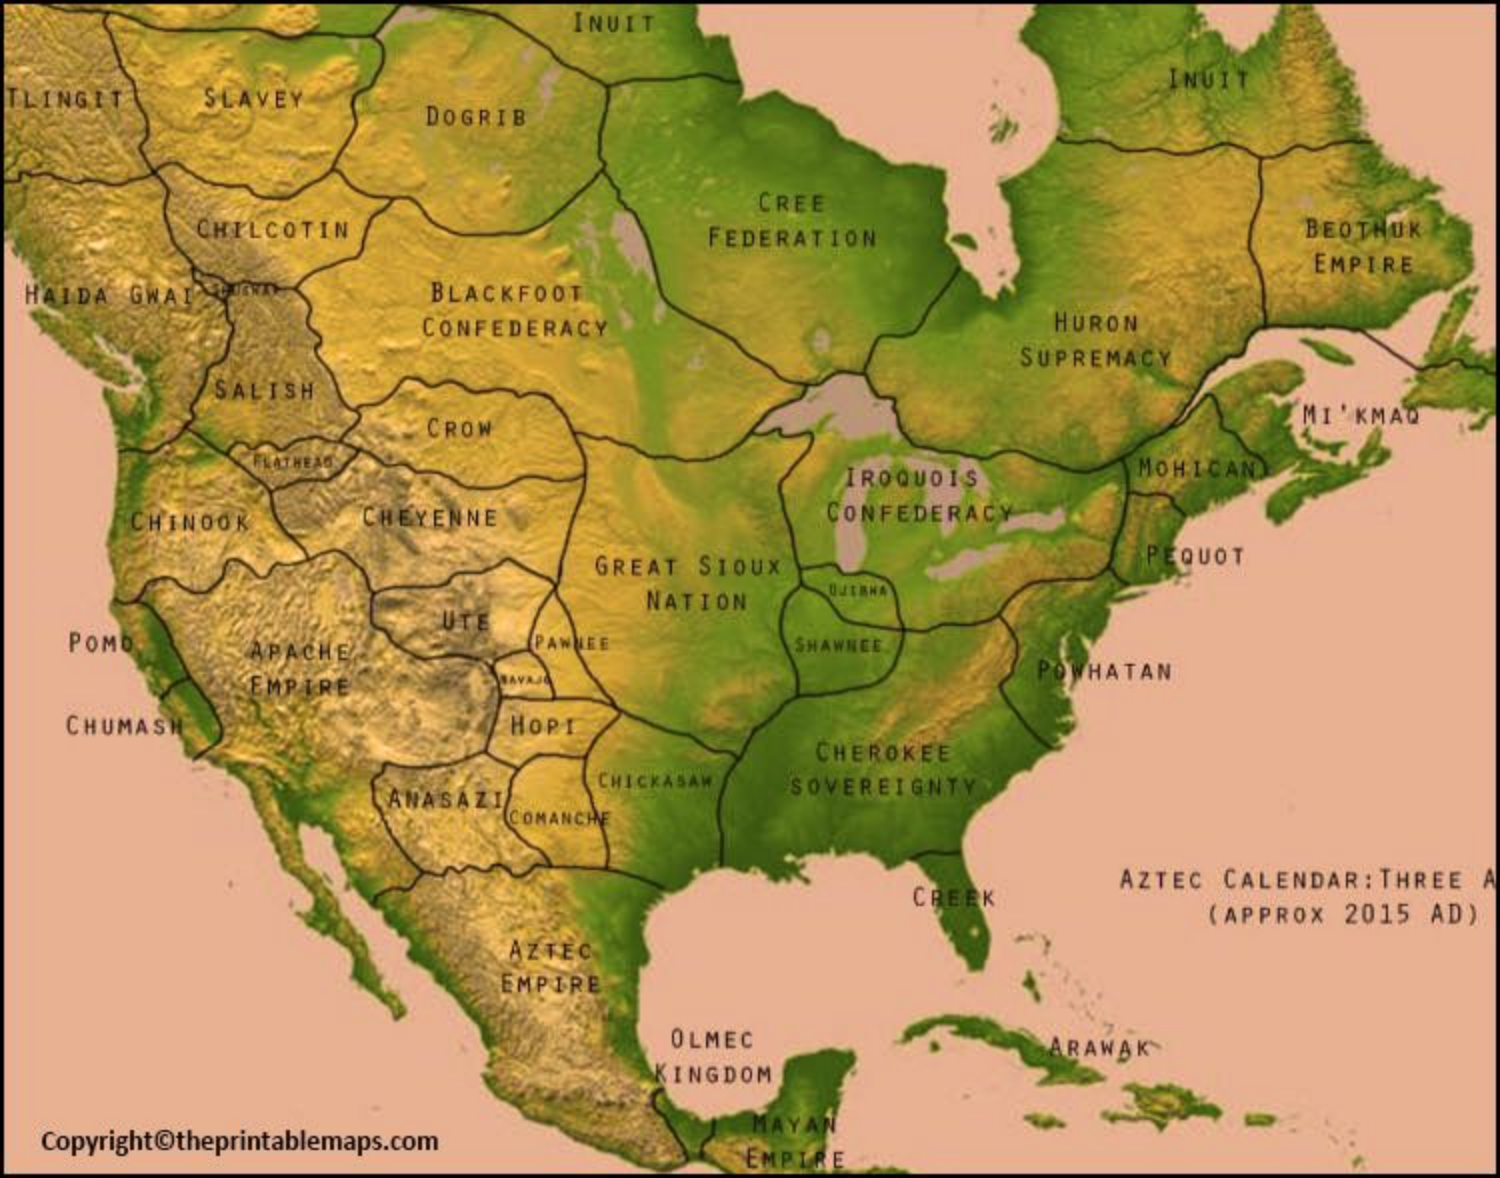 INUIT
INUIT
TLINGIT
SLAVEY
DOGRIB
CREE
FEDERATION
CHILCOTIN
BEOTHUK
EMPIRE
HAIDA GWAI
BLACKFOOT
CONFEDERACY
HURON
SUPREMACY
SALISH
CROW
MI'KMAQ
FLATHEAD
MOHICAN
IROQUOIS
CONFEDERACY
CHINOOK
CHEYENNE
PEQUOT
GREAT SIOUX
NATION
OJIBWA
UTE
PAWNEE
SHAWNEE
POMO
APACHE
EMPIRE
NAVAJO
POWHATAN
CHUMASH
HOPI
CHEROKEE
SOVEREIGNTY
CHICKASAW
ANASAZI
COMANCHE
AZTEC CALENDAR:THREE A
(APPROX 2015 AD)
CREEK
AZTEC
EMPIRE
OLMEC
KINGDOM
ARAWAK
MAYAN
EMPIRE
Copyright©theprintablemaps.com